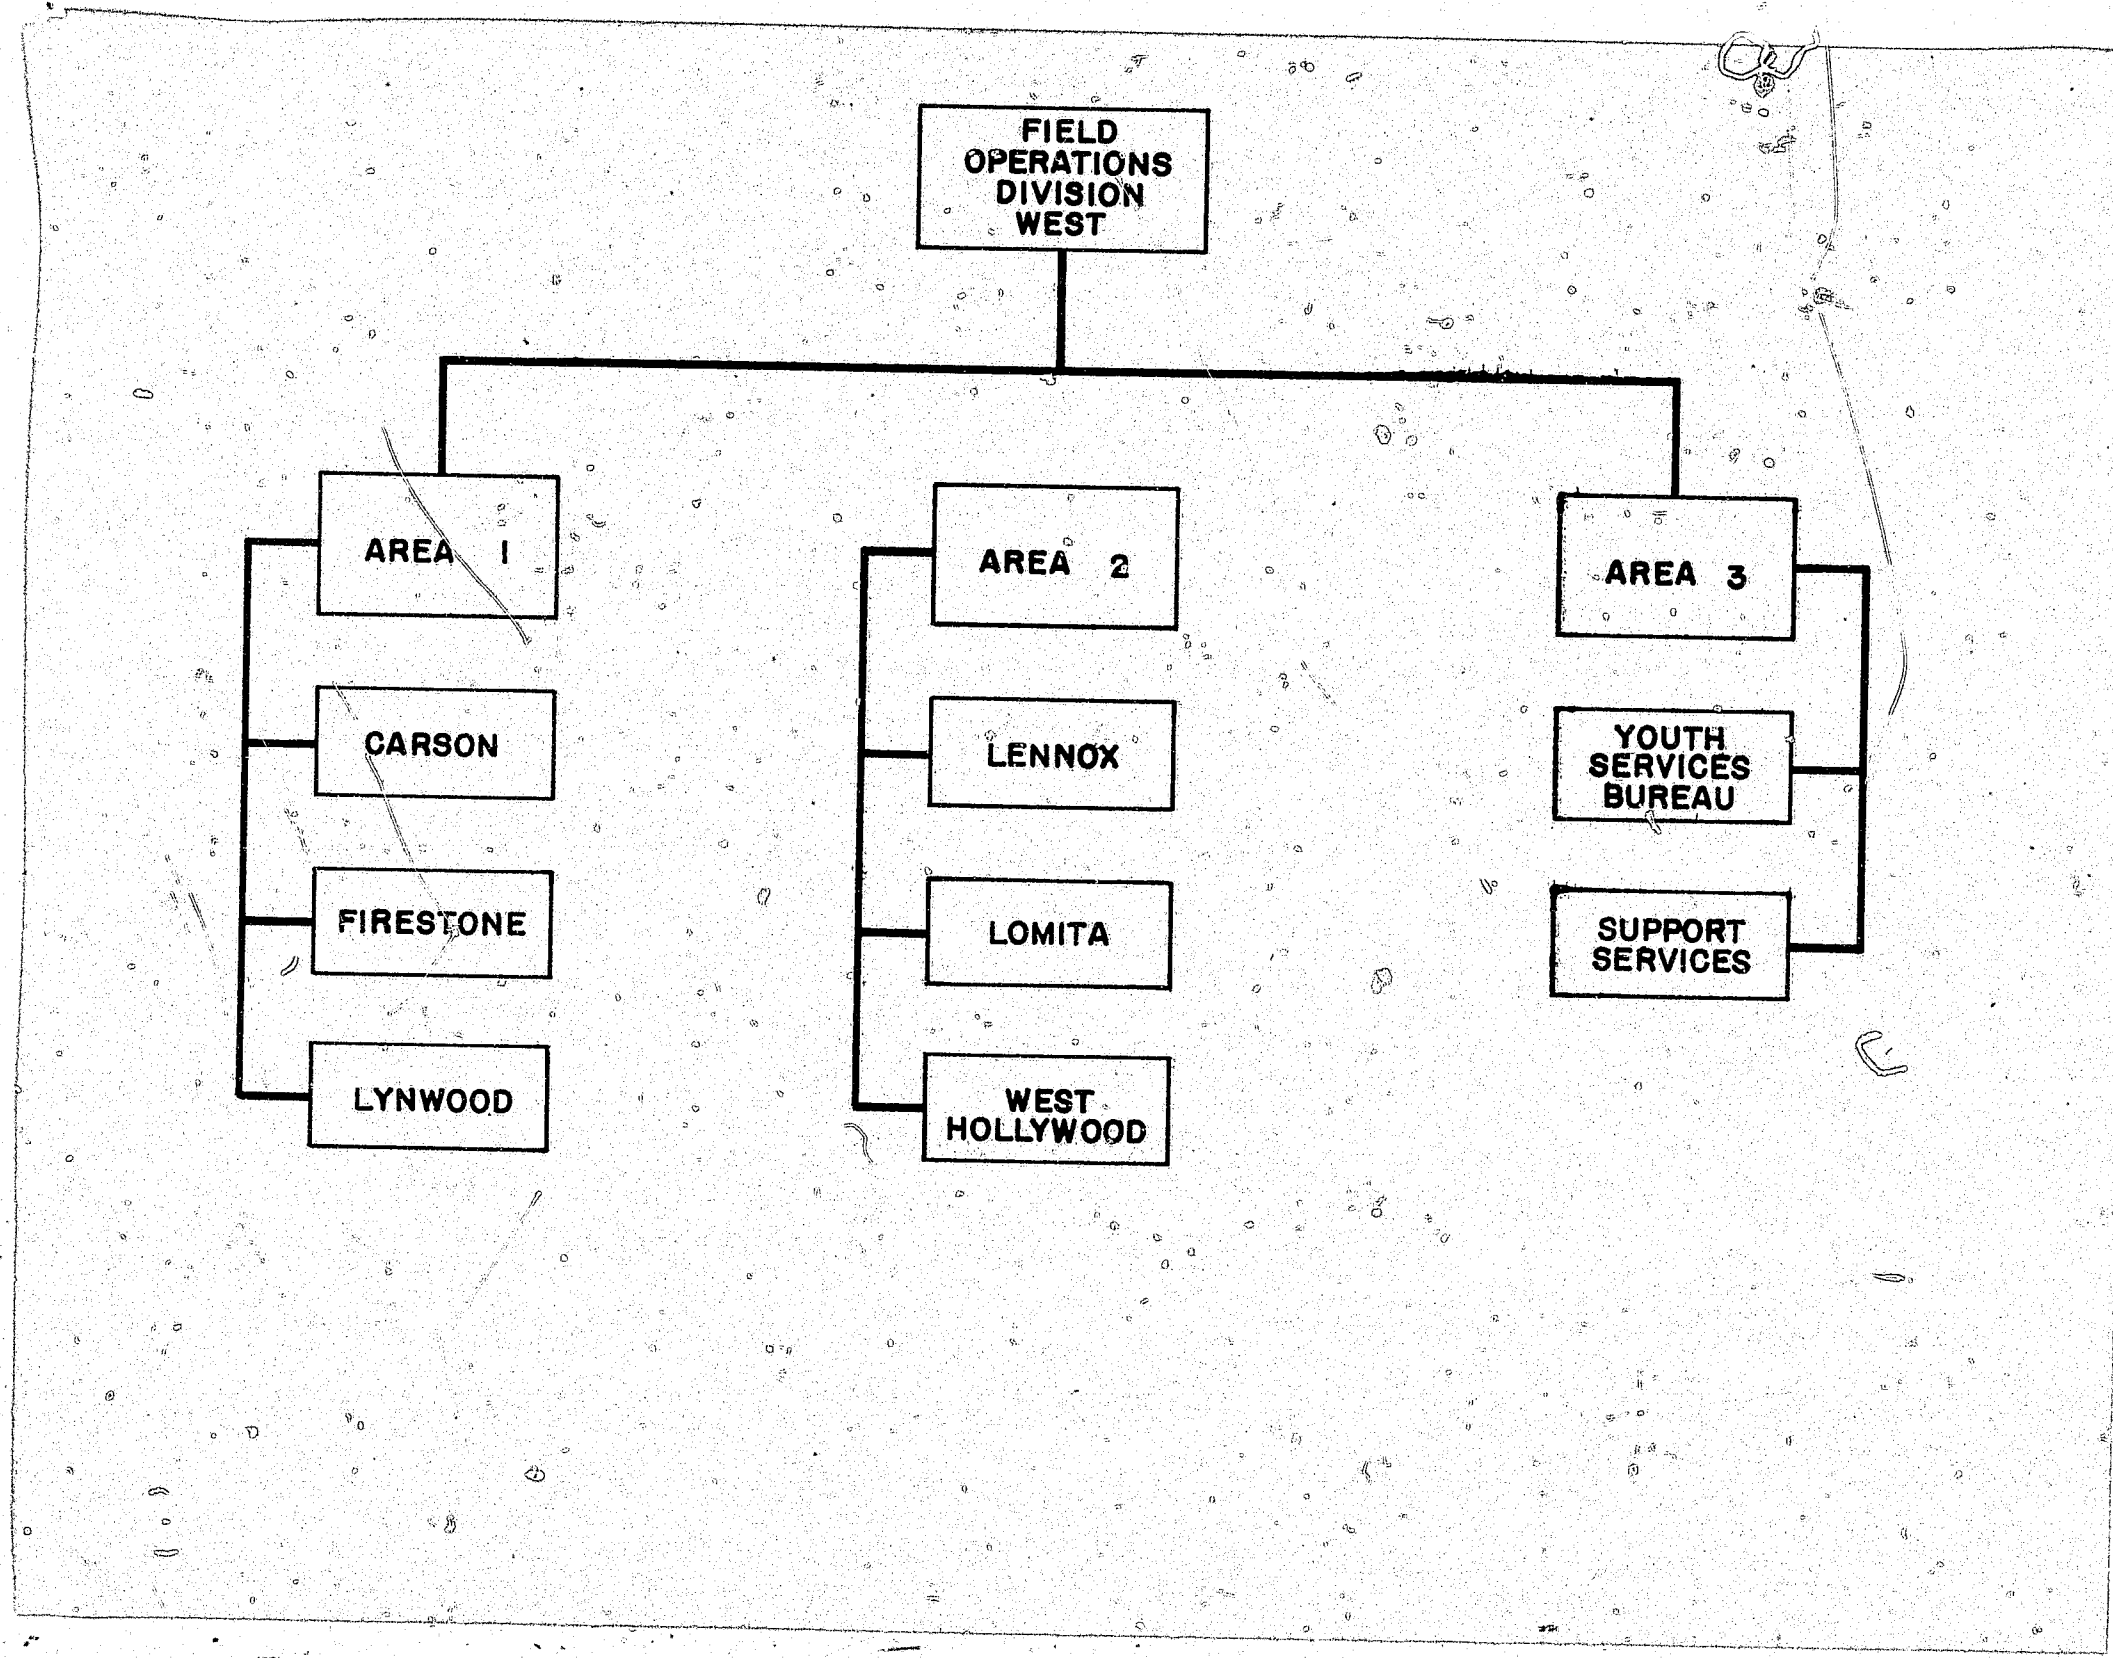 FIELD
OPERATIONS
DIVISION
WEST
AREA 1
AREA 2
AREA 3
CARSON
LENNOX
YOUTH
SERVICES
BUREAU
FIRESTONE
LOMITA
SUPPORT
SERVICES
LYNWOOD
WEST
HOLLYWOOD